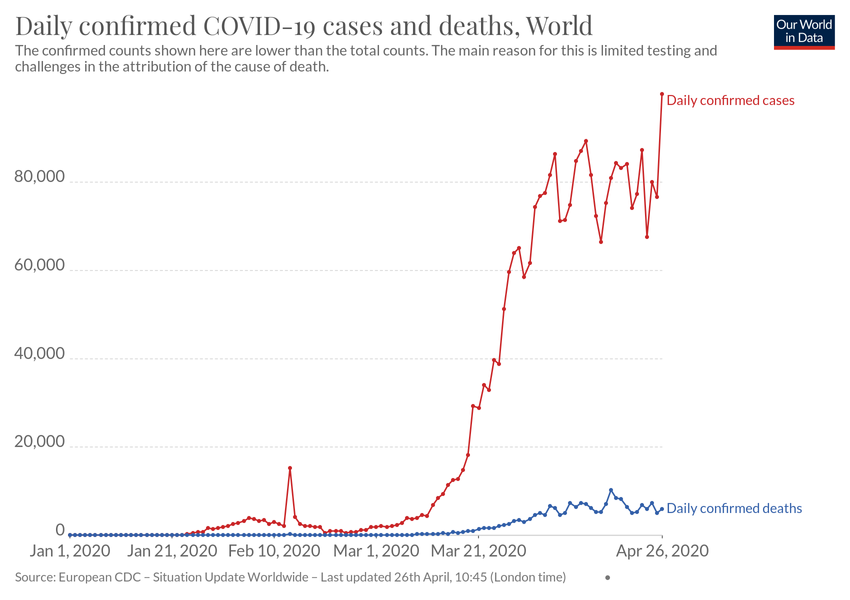 Daily confirmed COVID-19 cases and deaths, World
Our World
in Data
The confirmed counts shown here are lower than the total counts. The main reason for this is limited testing and
challenges in the attribution of the cause of death.
Daily confirmed cases
80,000
60,000
40,000
20,000
Daily confirmed deaths
0
Jan 1, 2020
Jan 21, 2020
Feb 10, 2020
Mar 1, 2020
Mar 21, 2020
Apr 26, 2020
Source: European CDC – Situation Update Worldwide – Last updated 26th April, 10:45 (London time)